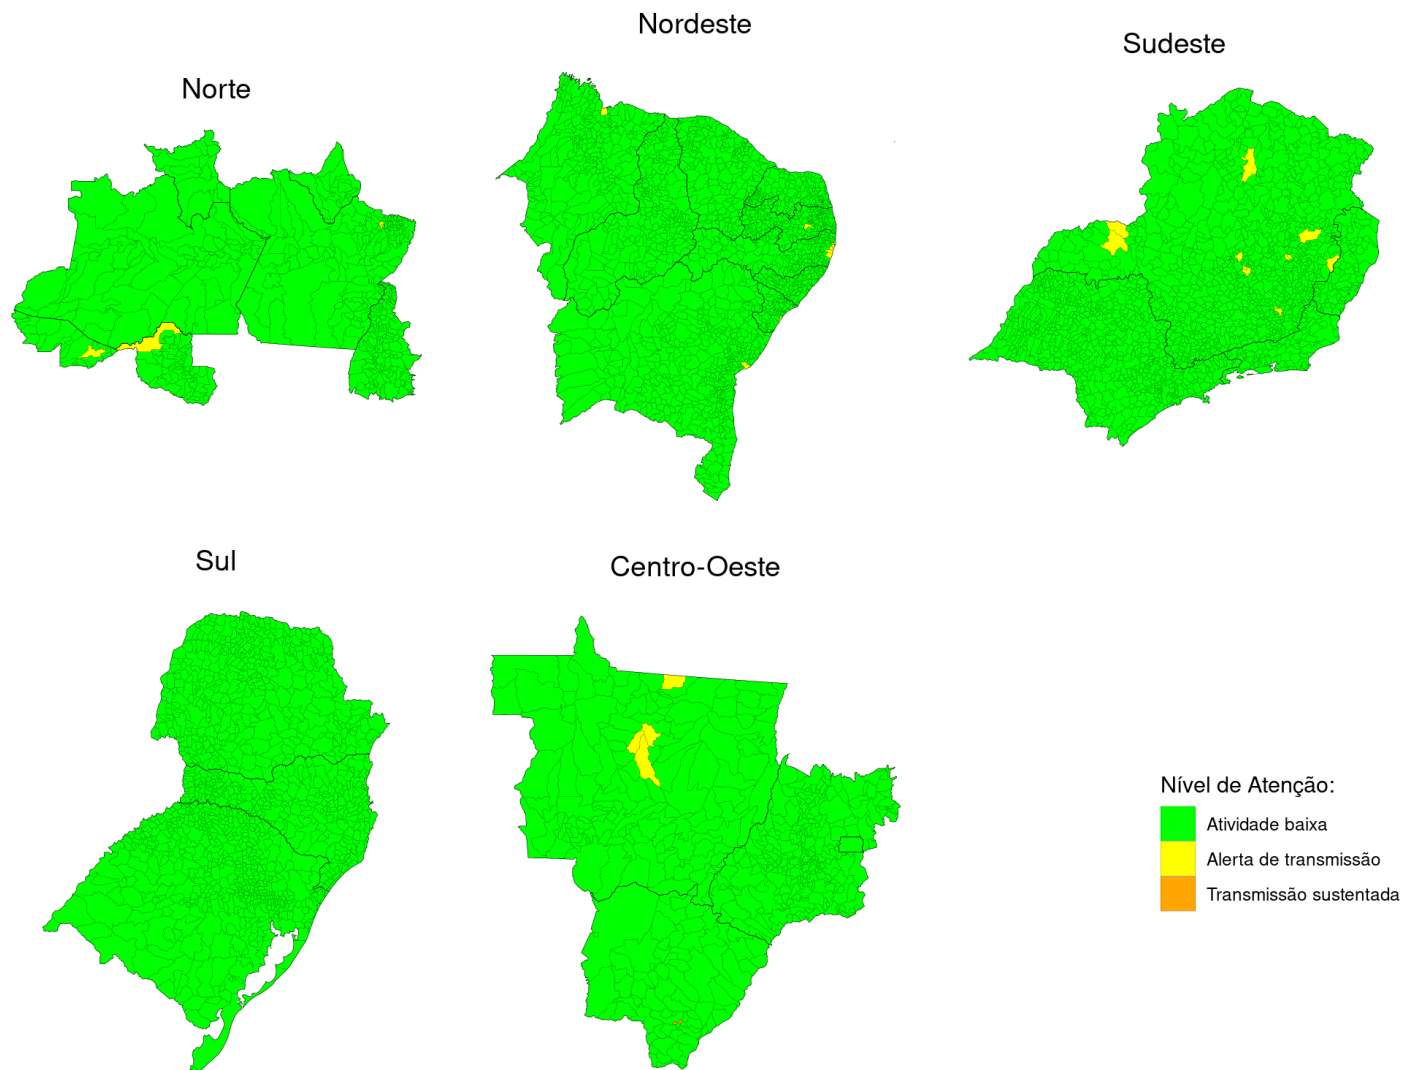 Norte
Nordeste
Sudeste
Sul
Centro-Oeste
Nível de Atenção:
Atividade baixa
Alerta de transmissão
Transmissão sustentada